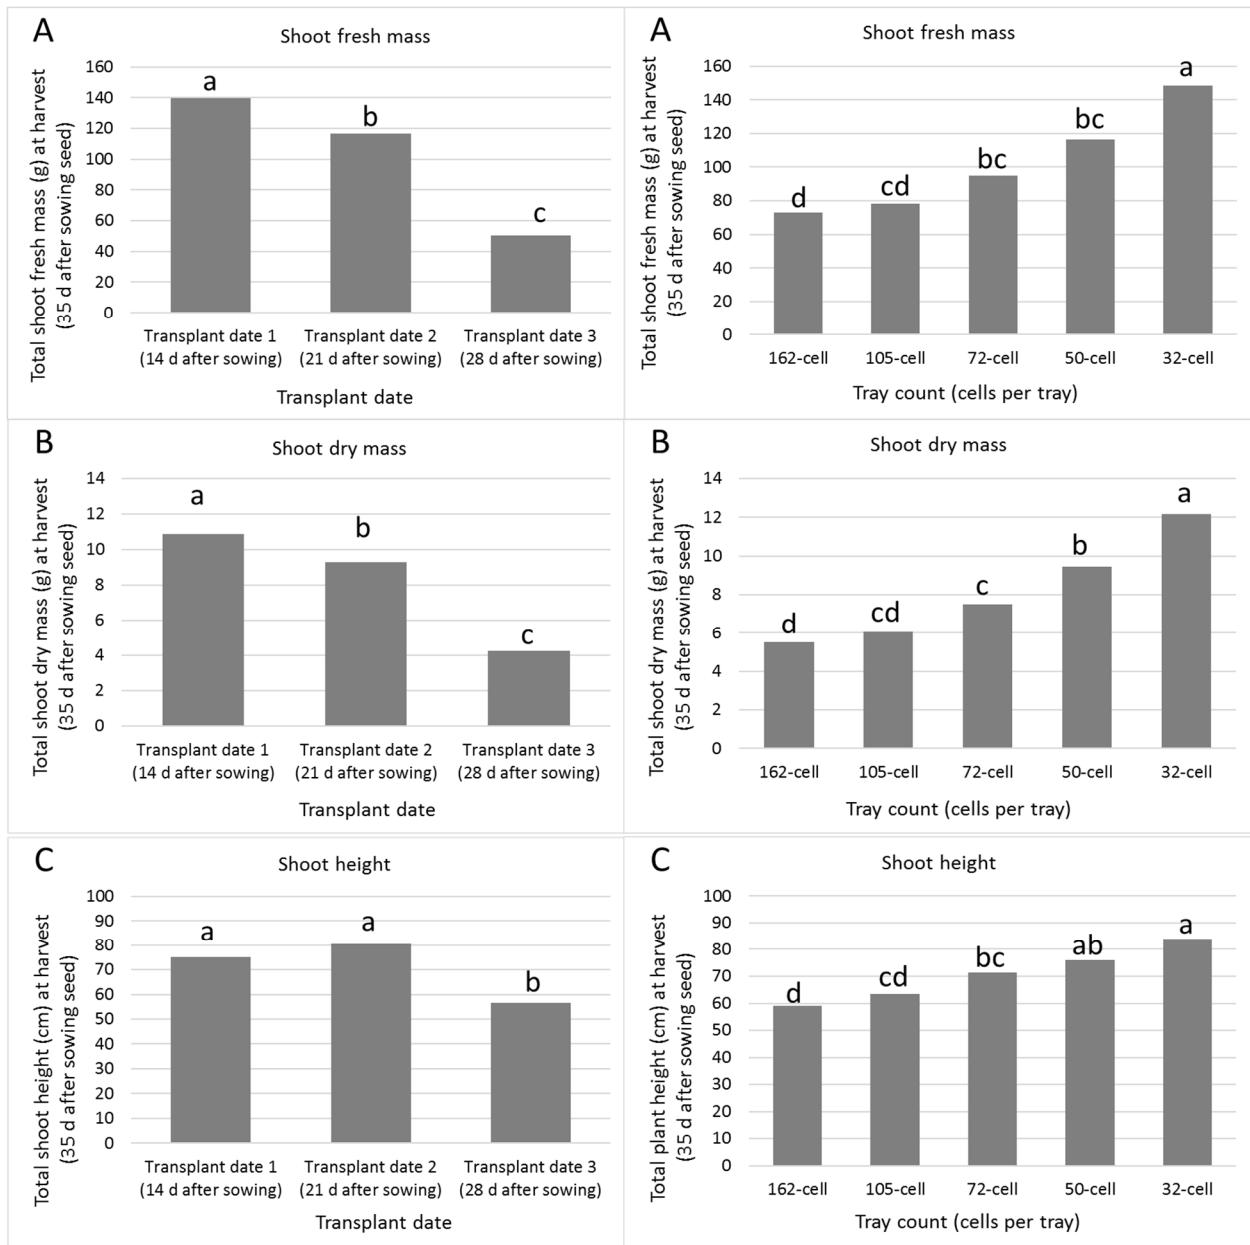 A
Shoot fresh mass
Total shoot fresh mass (g) at harvest
(35 d after sowing seed)
160
140
120
100
80
60
40
20
0
a
b
c
Transplant date 1
(14 d after sowing)
Transplant date 2
(21 d after sowing)
Transplant date 3
(28 d after sowing)
Transplant date
A
Shoot fresh mass
Total shoot fresh mass (g) at harvest
(35 d after sowing seed)
160
140
120
100
80
60
40
20
0
d
cd
bc
bc
a
162-cell
105-cell
72-cell
50-cell
32-cell
Tray count (cells per tray)
B
Shoot dry mass
Total shoot dry mass (g) at harvest
(35 d after sowing seed)
14
12
10
8
6
4
2
0
a
b
c
Transplant date 1
(14 d after sowing)
Transplant date 2
(21 d after sowing)
Transplant date 3
(28 d after sowing)
Transplant date
B
Shoot dry mass
Total shoot dry mass (g) at harvest
(35 d after sowing seed)
14
12
10
8
6
4
2
0
d
cd
c
b
a
162-cell
105-cell
72-cell
50-cell
32-cell
Tray count (cells per tray)
C
Shoot height
Total shoot height (cm) at harvest
(35 d after sowing seed)
100
90
80
70
60
50
40
30
20
10
0
a
a
b
Transplant date 1
(14 d after sowing)
Transplant date 2
(21 d after sowing)
Transplant date 3
(28 d after sowing)
Transplant date
C
Shoot height
Total plant height (cm) at harvest
(35 d after sowing seed)
100
90
80
70
60
50
40
30
20
10
0
d
cd
bc
ab
a
162-cell
105-cell
72-cell
50-cell
32-cell
Tray count (cells per tray)